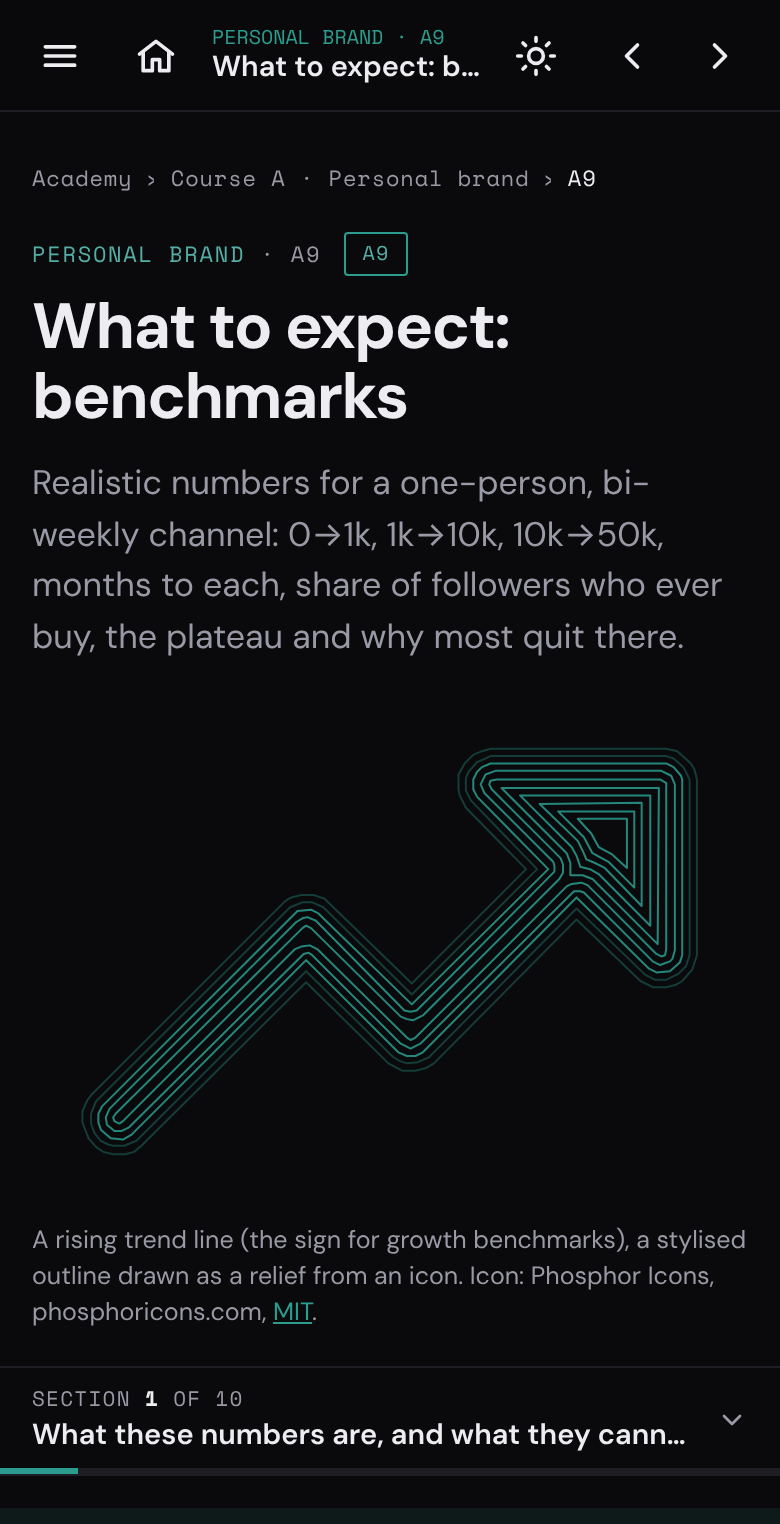 PERSONAL BRAND · A9
What to expect: b…
Academy › Course A · Personal brand › A9
PERSONAL BRAND · A9 A9
What to expect:
benchmarks
Realistic numbers for a one-person, bi-
weekly channel: 0→1k, 1k→10k, 10k→50k,
months to each, share of followers who ever
buy, the plateau and why most quit there.
A rising trend line (the sign for growth benchmarks), a stylised
outline drawn as a relief from an icon. Icon: Phosphor Icons,
phosphoricons.com, MIT.
SECTION 1 OF 10
What these numbers are, and what they cann…